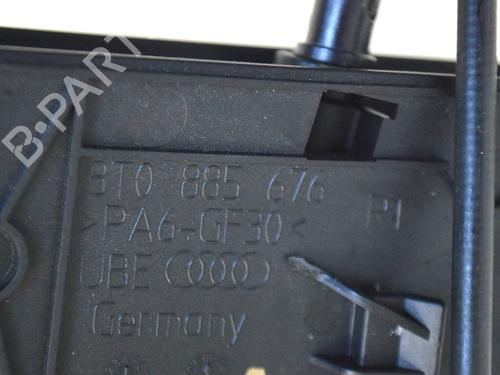 B-PART
8T0 885 676
>PA6-GF30<
R1
UBE
Germany